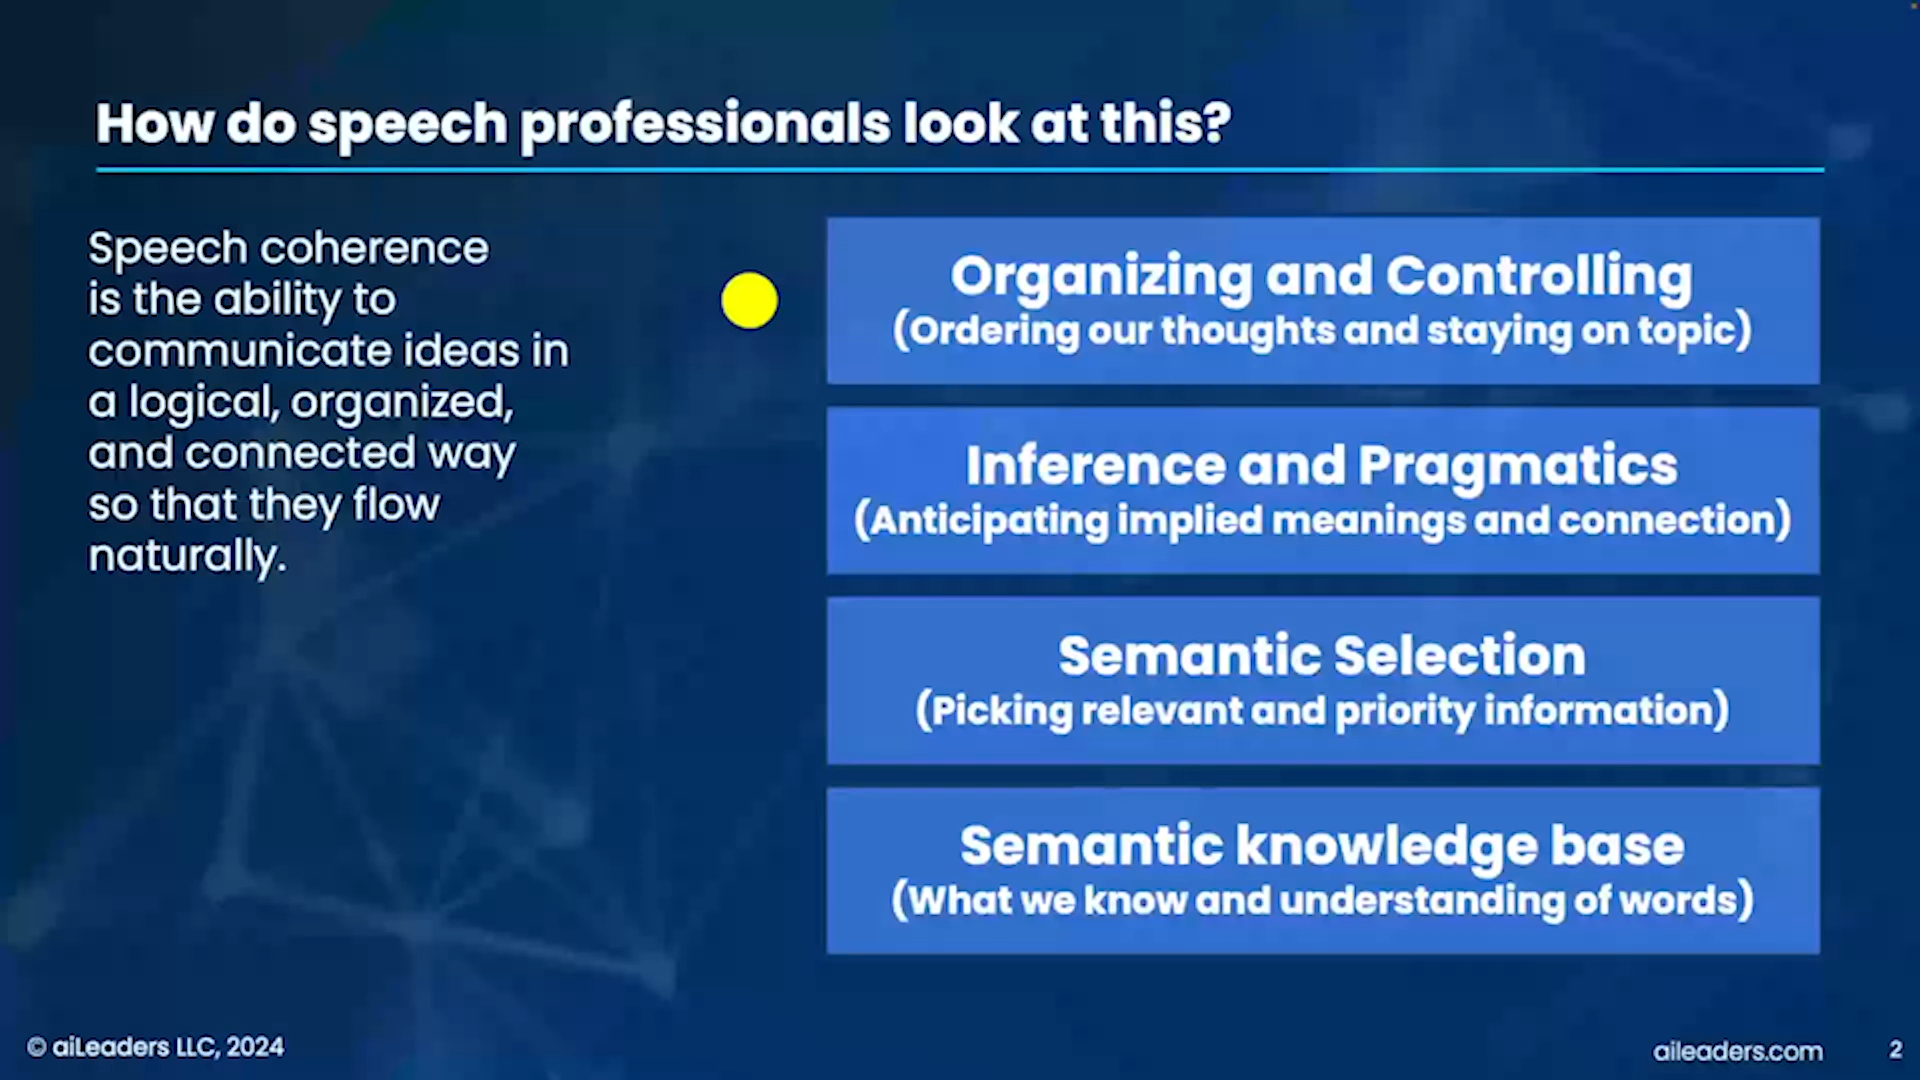 How do speech professionals look at this?
Speech coherence
is the ability to
communicate ideas in
a logical, organized,
and connected way
so that they flow
naturally.
Organizing and Controlling
(Ordering our thoughts and staying on topic)
Inference and Pragmatics
(Anticipating implied meanings and connection)
Semantic Selection
(Picking relevant and priority information)
Semantic knowledge base
(What we know and understanding of words)
© aiLeaders LLC, 2024
aileaders.com
2